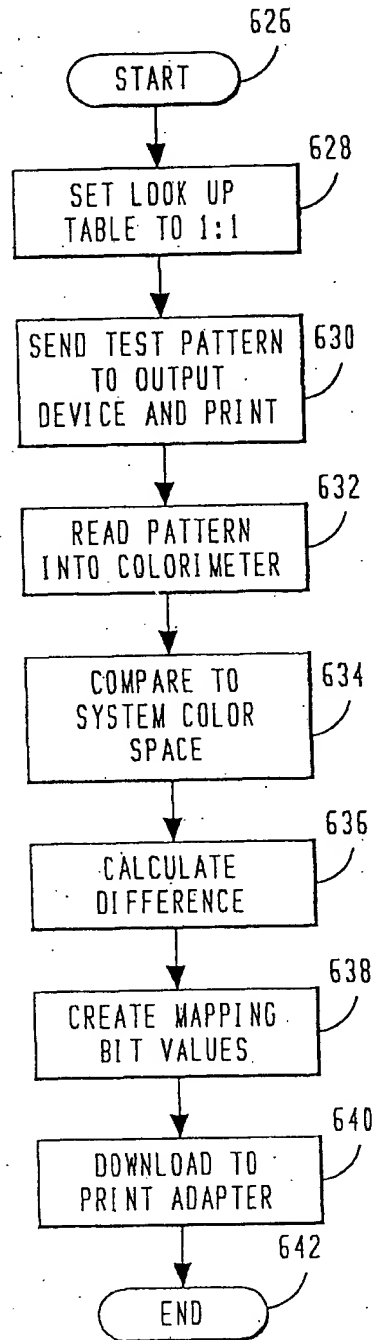 626
START
628
SET LOOK UP
TABLE TO 1:1
630
SEND TEST PATTERN
TO OUTPUT
DEVICE AND PRINT
632
READ PATTERN
INTO COLORIMETER
634
COMPARE TO
SYSTEM COLOR
SPACE
636
CALCULATE
DIFFERENCE
638
CREATE MAPPING
BIT VALUES
640
DOWNLOAD TO
PRINT ADAPTER
642
END